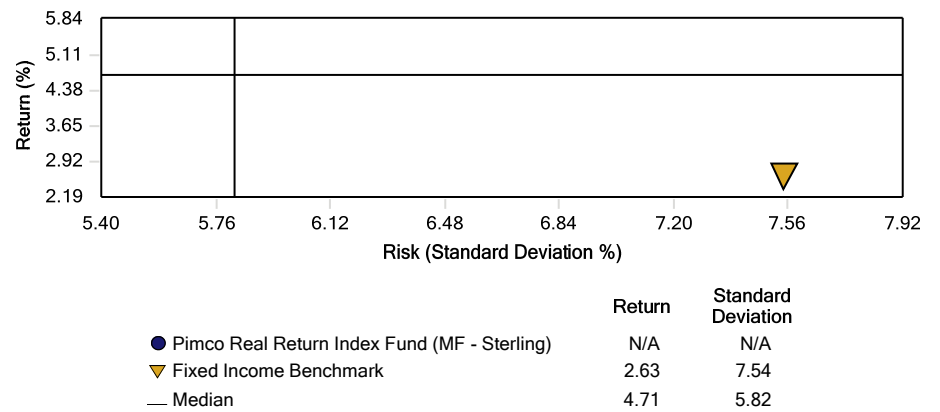 5.84
5.11
4.38
3.65
2.92
2.19
Return (%)
5.40 5.76 6.12 6.48 6.84 7.20 7.56 7.92
Risk (Standard Deviation %)
Return Standard Deviation
Pimco Real Return Index Fund (MF - Sterling) N/A N/A
Fixed Income Benchmark 2.63 7.54
Median 4.71 5.82